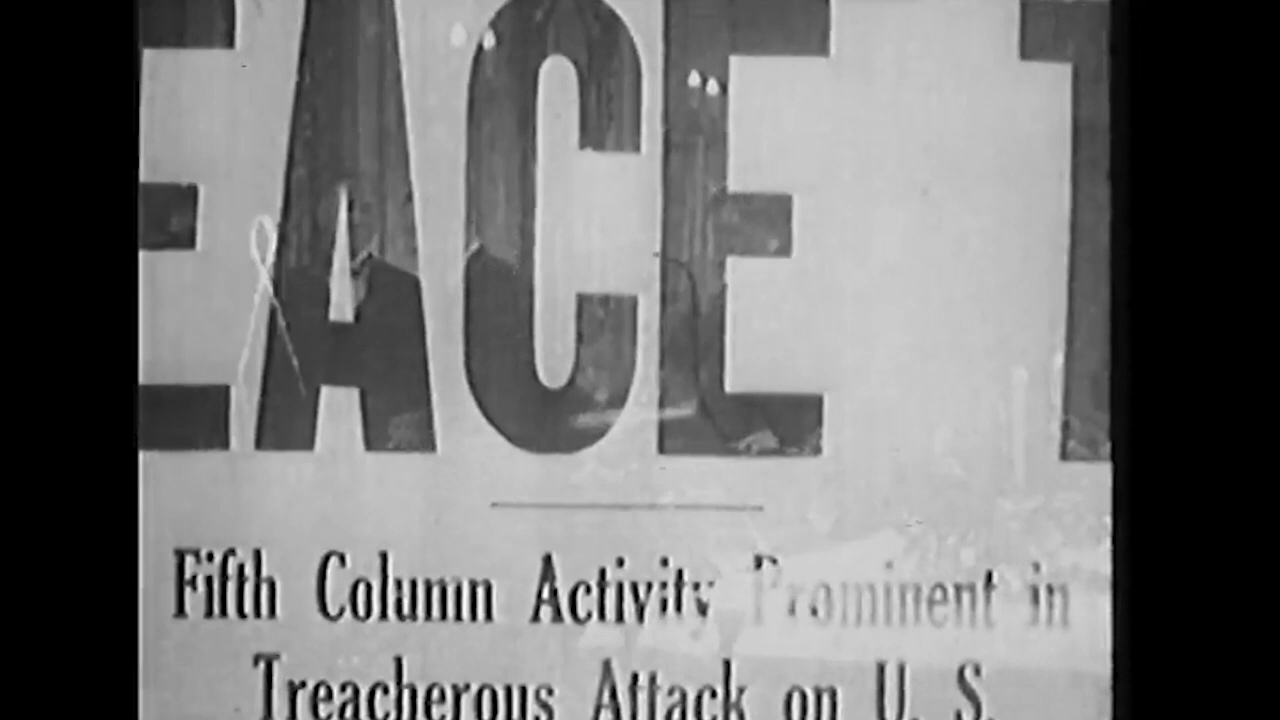 EACE T
Fifth Column Activity Prominent in
Treacherous Attack on U. S.